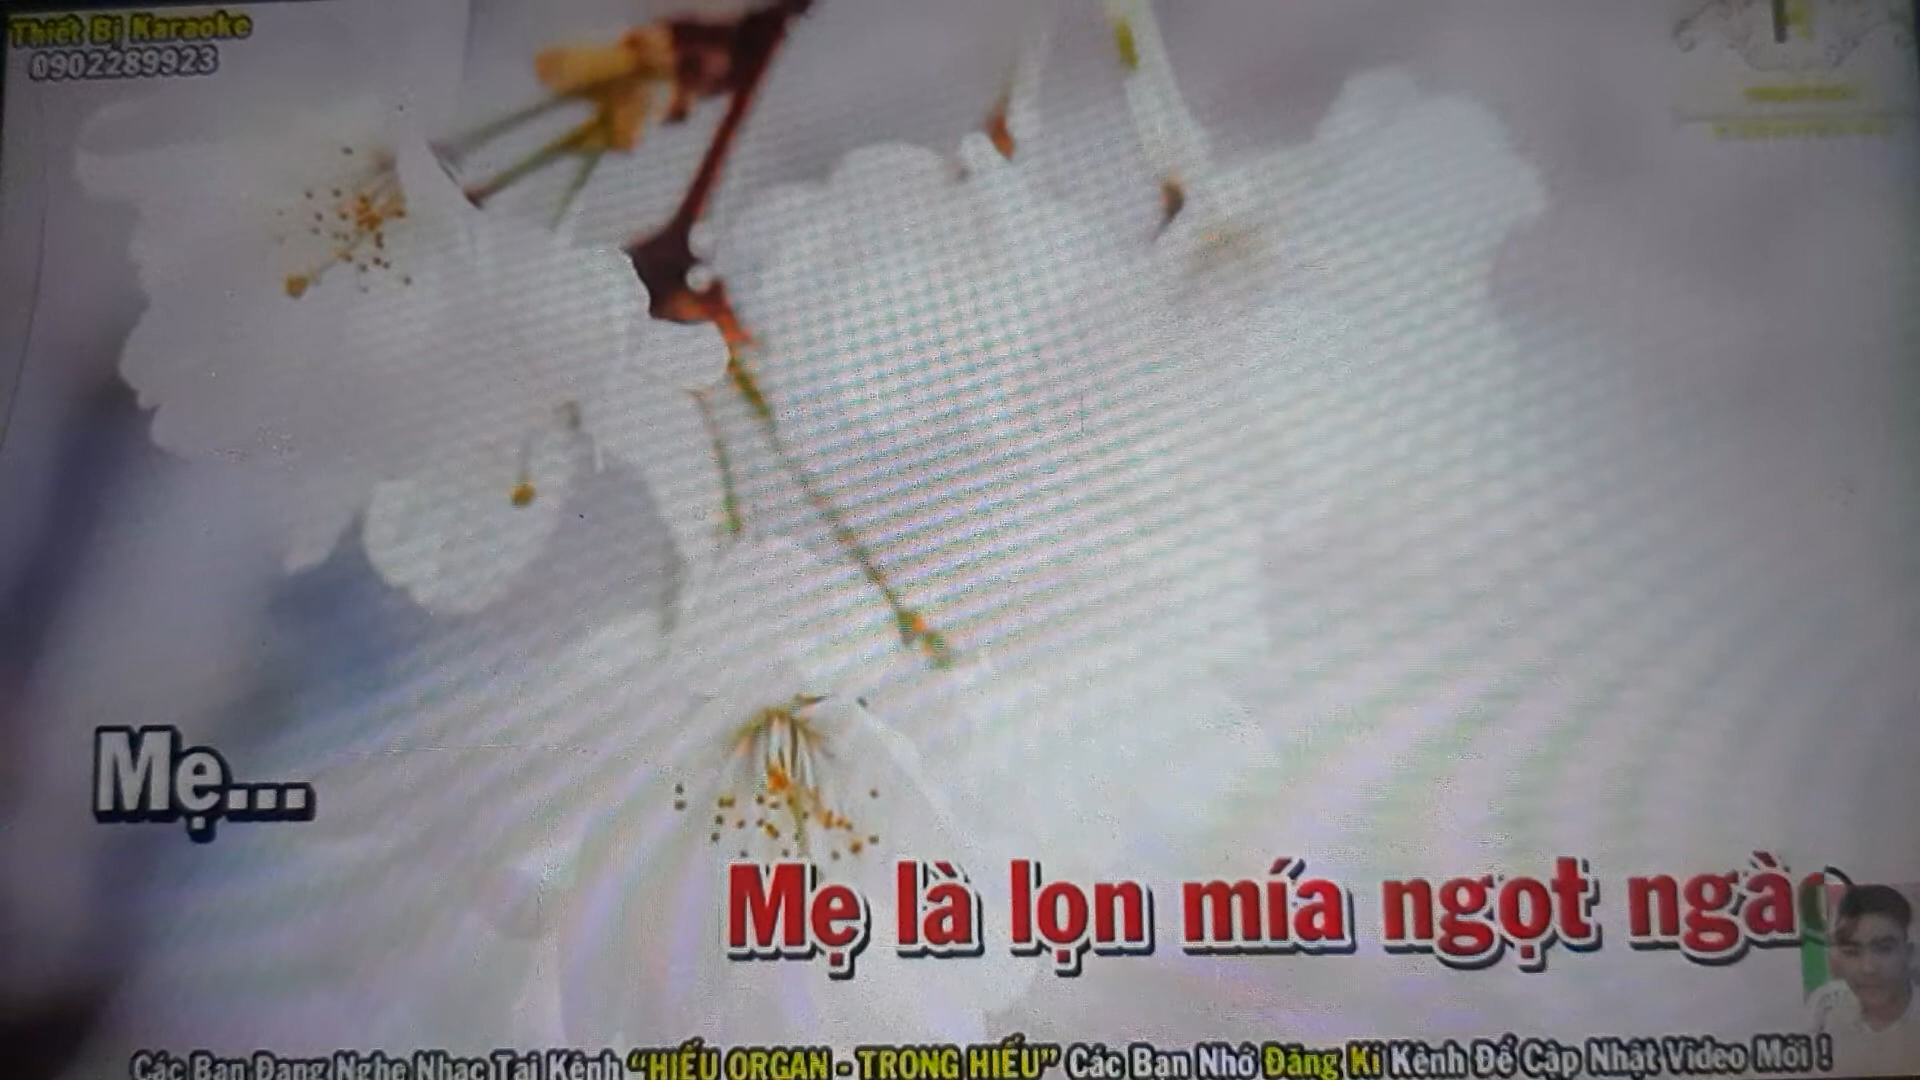 Thiết Bị Karaoke
0902289923
Mẹ...
Mẹ là lọn mía ngọt ngào
Các Bạn Đang Nghe Nhạc Tại Kênh “HIẾU ORGAN - TRỌNG HIẾU” Các Bạn Nhớ Đăng Kí Kênh Để Cập Nhật Video Mới !